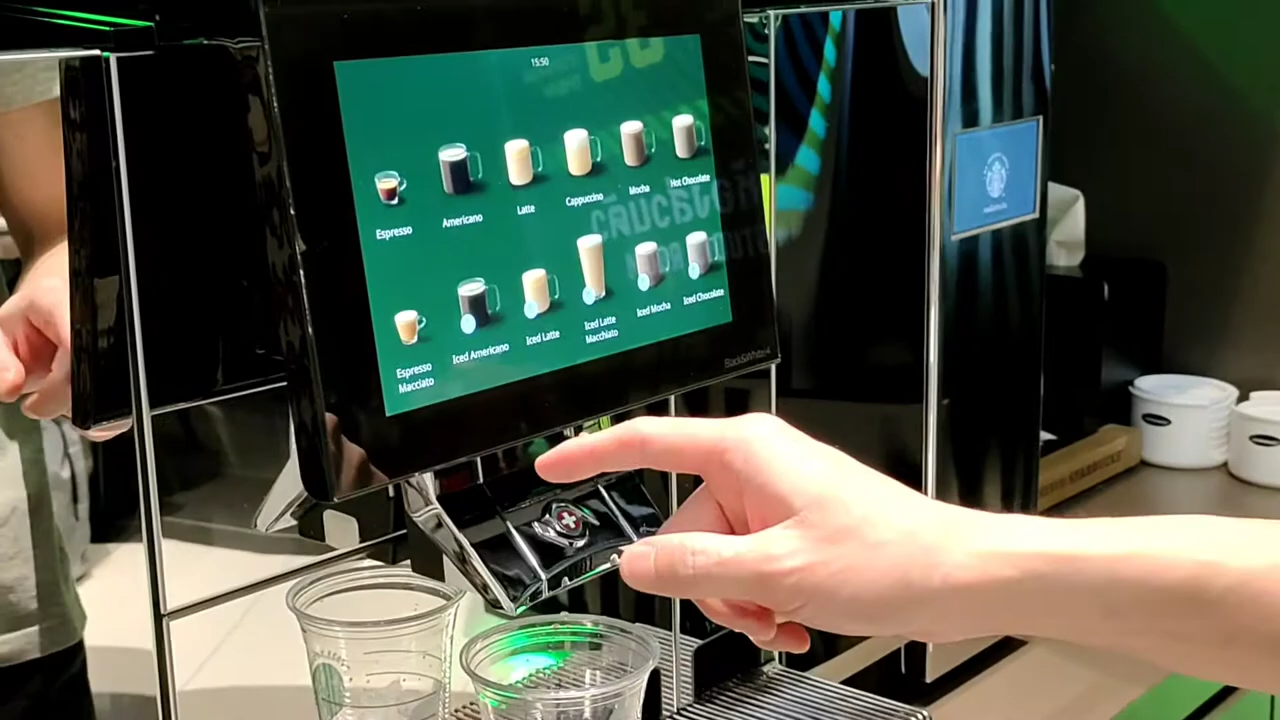 15:50
Espresso
Americano
Latte
Cappuccino
Mocha
Hot Chocolate
Espresso
Macciato
Iced Americano
Iced Latte
Iced Latte
Macchiato
Iced Mocha
Iced Chocolate
Black&White4